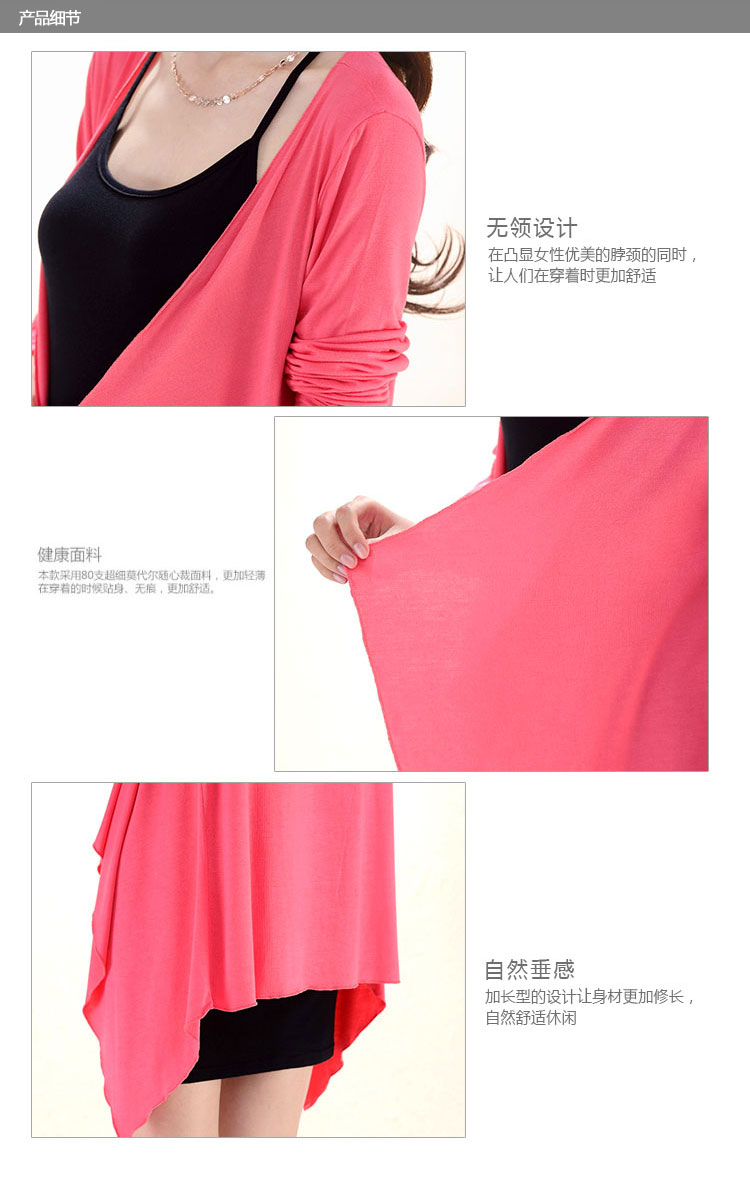 产品细节
无领设计
在凸显女性优美的脖颈的同时，
让人们在穿着时更加舒适
健康面料
本款采用80支超细莫代尔随心裁面料，更加轻薄
在穿着的时候贴身、无痕，更加舒适。
自然垂感
加长型的设计让身材更加修长，
自然舒适休闲